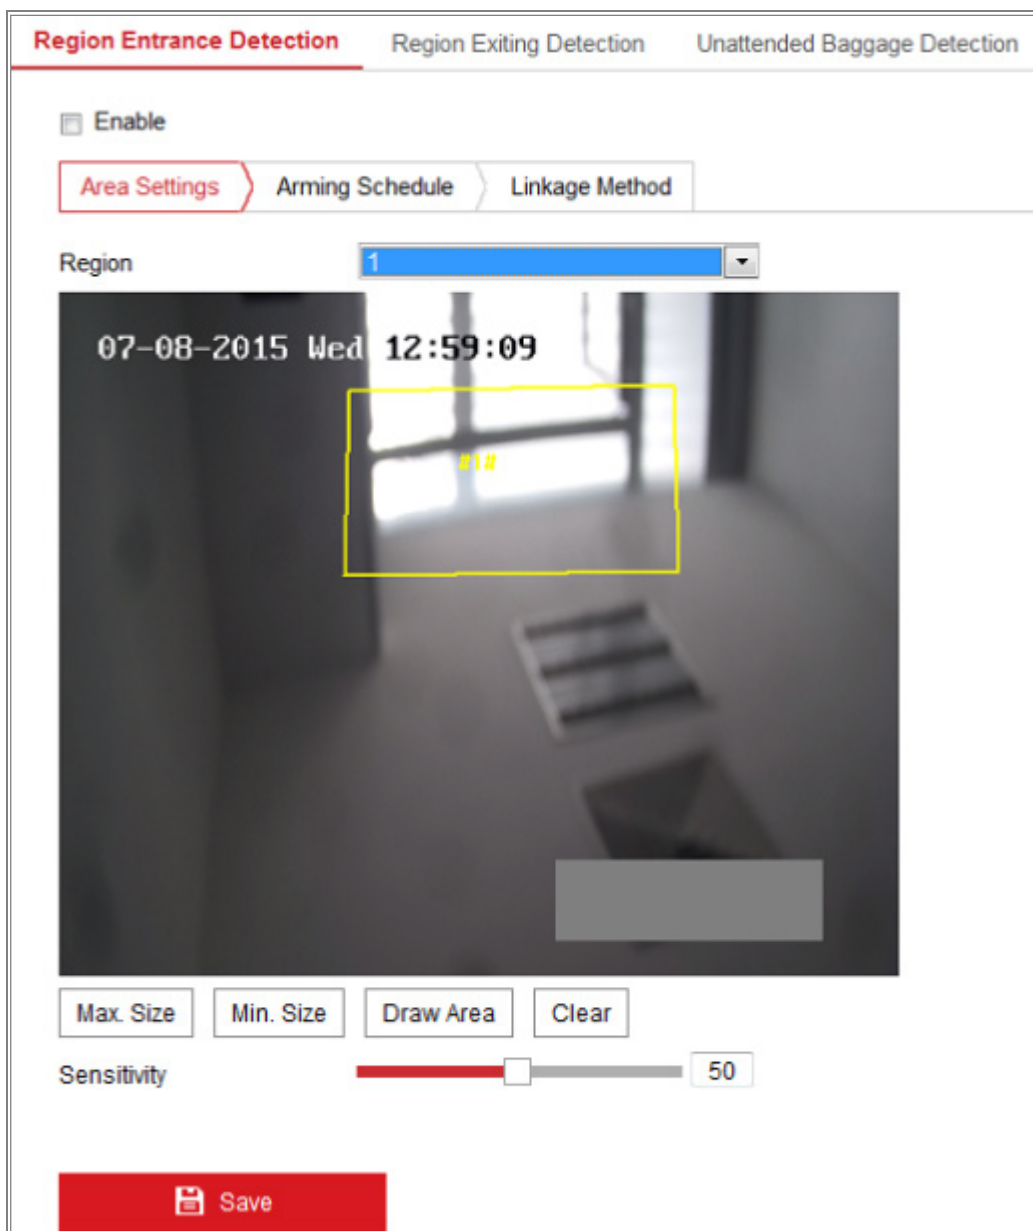 Region Entrance Detection Region Exiting Detection Unattended Baggage Detection
Enable
Area Settings Arming Schedule Linkage Method
Region 1
07-08-2015 Wed 12:59:09
#1#
Max. Size Min. Size Draw Area Clear
Sensitivity 50
Save